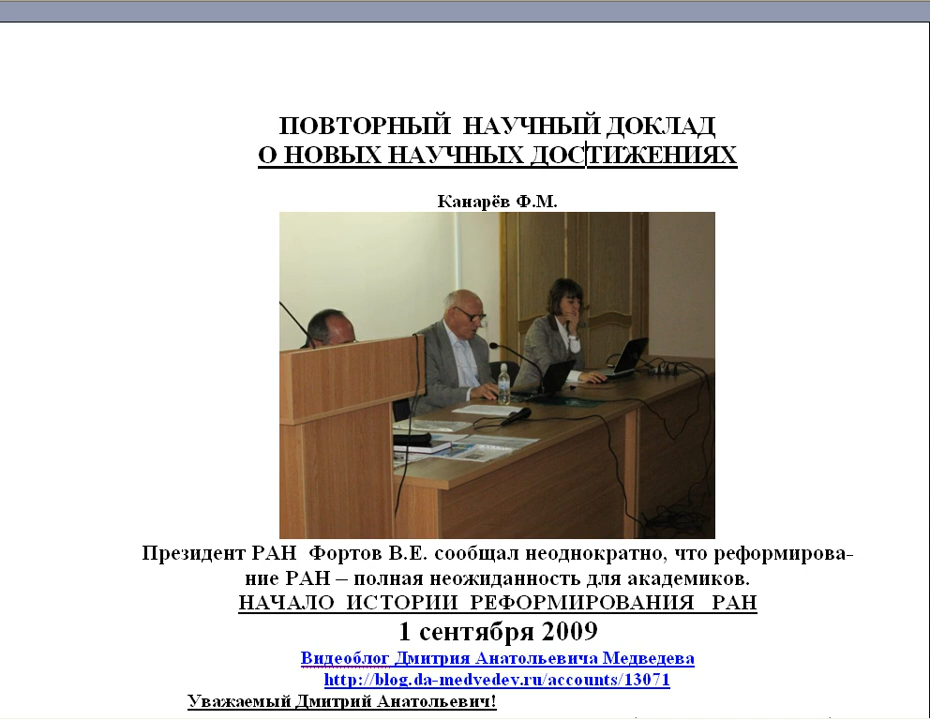 ПОВТОРНЫЙ НАУЧНЫЙ ДОКЛАД
О НОВЫХ НАУЧНЫХ ДОСТИЖЕНИЯХ
Канарёв Ф.М.
Президент РАН Фортов В.Е. сообщал неоднократно, что реформирова-
ние РАН – полная неожиданность для академиков.
НАЧАЛО ИСТОРИИ РЕФОРМИРОВАНИЯ РАН
1 сентября 2009
Видеоблог Дмитрия Анатольевича Медведева
http://blog.da-medvedev.ru/accounts/13071
Уважаемый Дмитрий Анатольевич!